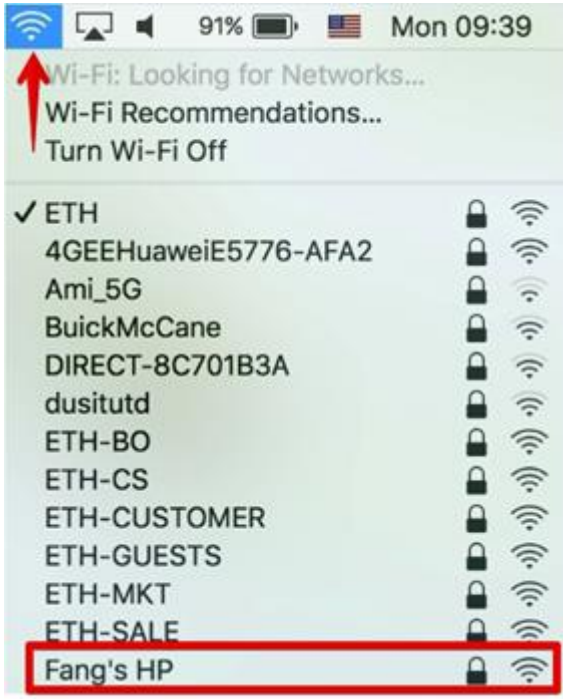 91% Mon 09:39
Wi-Fi: Looking for Networks...
Wi-Fi Recommendations...
Turn Wi-Fi Off
✓ ETH
4GEEHuaweiE5776-AFA2
Ami_5G
BuickMcCane
DIRECT-8C701B3A
dusitutd
ETH-BO
ETH-CS
ETH-CUSTOMER
ETH-GUESTS
ETH-MKT
ETH-SALE
Fang's HP